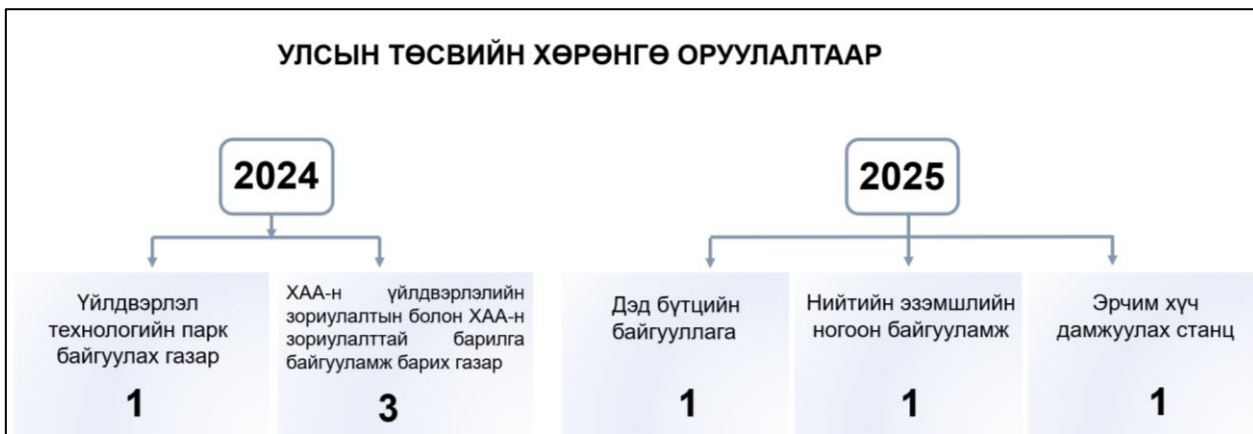 УЛСЫН ТӨСВИЙН ХӨРӨНГӨ ОРУУЛАЛТААР
2024
Үйлдвэрлэл
технологийн парк
байгуулах газар
1
ХАА-н үйлдвэрлэлийн
зориулалтын болон ХАА-н
зориулалттай барилга
байгууламж барих газар
3
2025
Дэд бүтцийн
байгууллага
1
Нийтийн эзэмшлийн
ногоон байгууламж
1
Эрчим хүч
дамжуулах станц
1